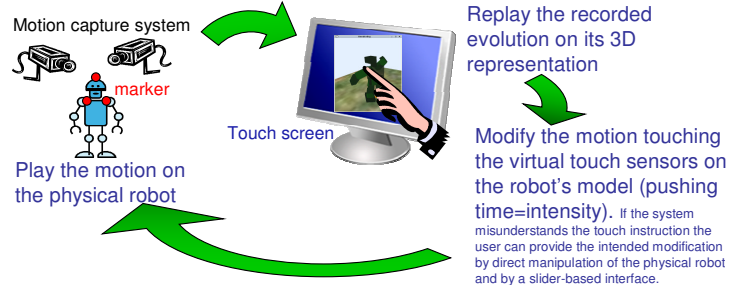 Motion capture system
marker
Play the motion on
the physical robot
Touch screen
Replay the recorded
evolution on its 3D
representation
Modify the motion touching
the virtual touch sensors on
the robot's model (pushing
time=intensity). If the system
misunderstands the touch instruction the
user can provide the intended modification
by direct manipulation of the physical robot
and by a slider-based interface.